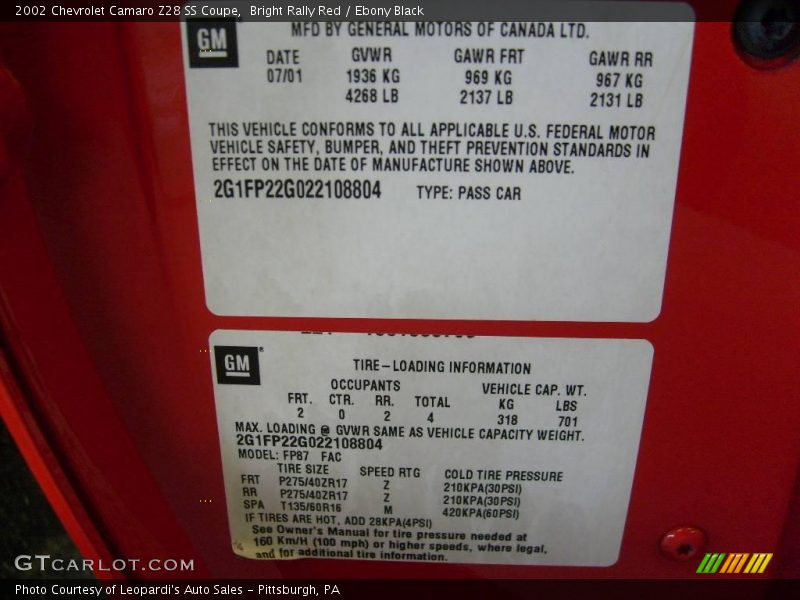 2002 Chevrolet Camaro Z28 SS Coupe, Bright Rally Red / Ebony Black
GM
MFD BY GENERAL MOTORS OF CANADA LTD.
DATE GVWR GAWR FRT GAWR RR
07/01 1936 KG 969 KG 967 KG
4268 LB 2137 LB 2131 LB
THIS VEHICLE CONFORMS TO ALL APPLICABLE U.S. FEDERAL MOTOR
VEHICLE SAFETY, BUMPER, AND THEFT PREVENTION STANDARDS IN
EFFECT ON THE DATE OF MANUFACTURE SHOWN ABOVE.
2G1FP22G022108804 TYPE: PASS CAR
GM
TIRE-LOADING INFORMATION
OCCUPANTS VEHICLE CAP. WT.
FRT. CTR. RR. TOTAL KG LBS
2 0 2 4 318 701
MAX. LOADING @ GVWR SAME AS VEHICLE CAPACITY WEIGHT.
2G1FP22G022108804
MODEL: FP87 FAC
TIRE SIZE SPEED RTG COLD TIRE PRESSURE
FRT P275/40ZR17 Z 210KPA(30PSI)
RR P275/40ZR17 Z 210KPA(30PSI)
SPA T135/60R16 M 420KPA(60PSI)
IF TIRES ARE HOT, ADD 28KPA(4PSI)
See Owner's Manual for tire pressure needed at
160 Km/H (100 mph) or higher speeds, where legal,
and for additional tire information.
GTCARLOT.COM
Photo Courtesy of Leopardi's Auto Sales - Pittsburgh, PA